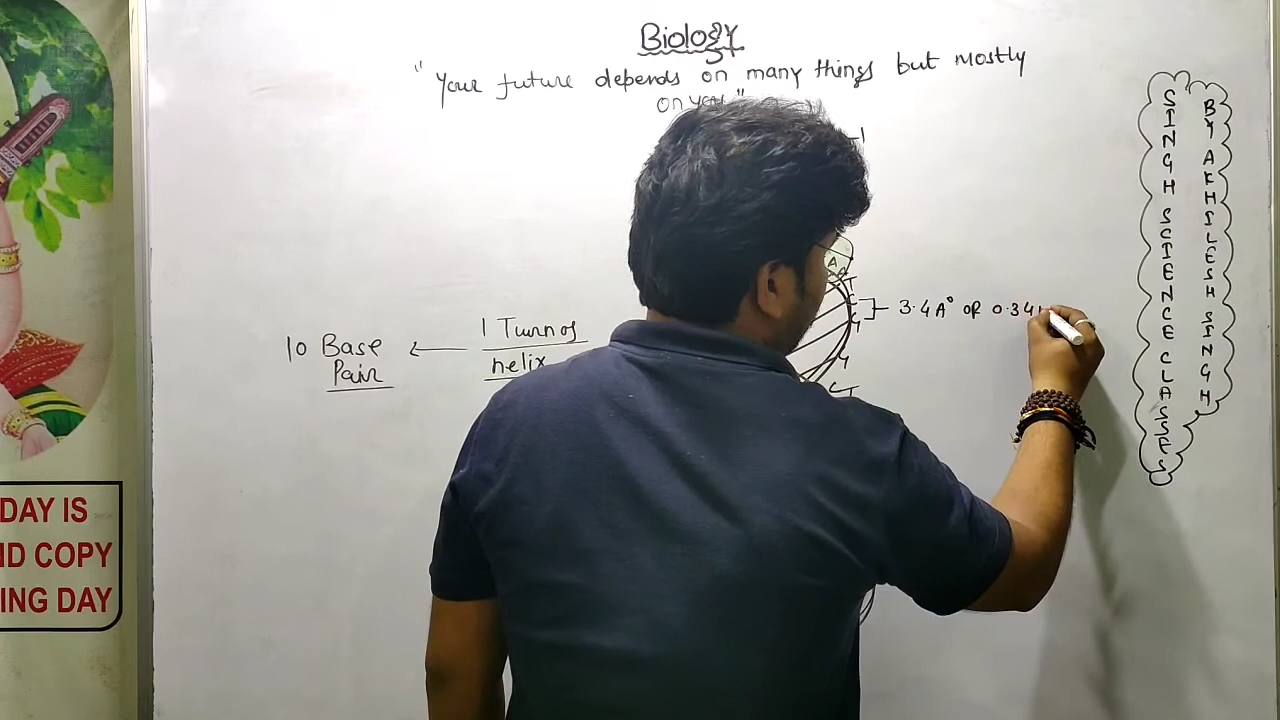 Biology
"Your future depends on many things but mostly
on you"
1 Turn of
helix
10 Base
Pair
3.4A° OR 0.34
BY AKHILESH SINGH
SINGH SCIENCE CLASSES
DAY IS
ND COPY
ING DAY